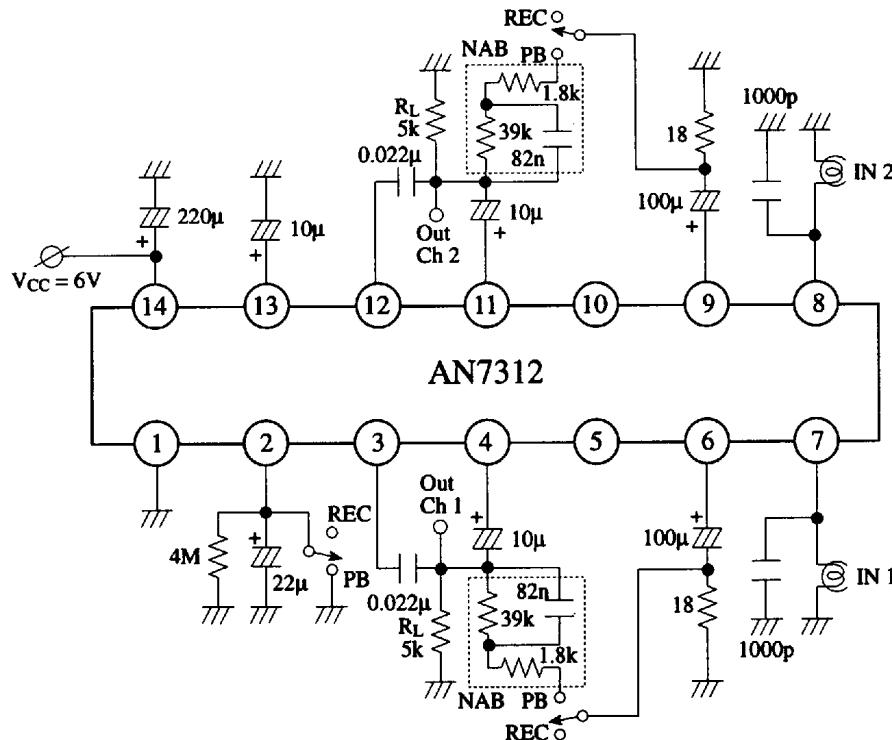 REC
NAB PB
1.8k
R_L
5k
39k
82n
0.022μ
10μ
Out
Ch 2
18
100μ
1000p
IN 2
220μ
+
10μ
+
+
+
V_CC = 6V
14 13 12 11 10 9 8
AN7312
1 2 3 4 5 6 7
Out
Ch 1
+
10μ
+
100μ
REC
PB
4M
+
22μ
0.022μ
R_L
5k
82n
39k
1.8k
NAB PB
REC
18
1000p
IN 1